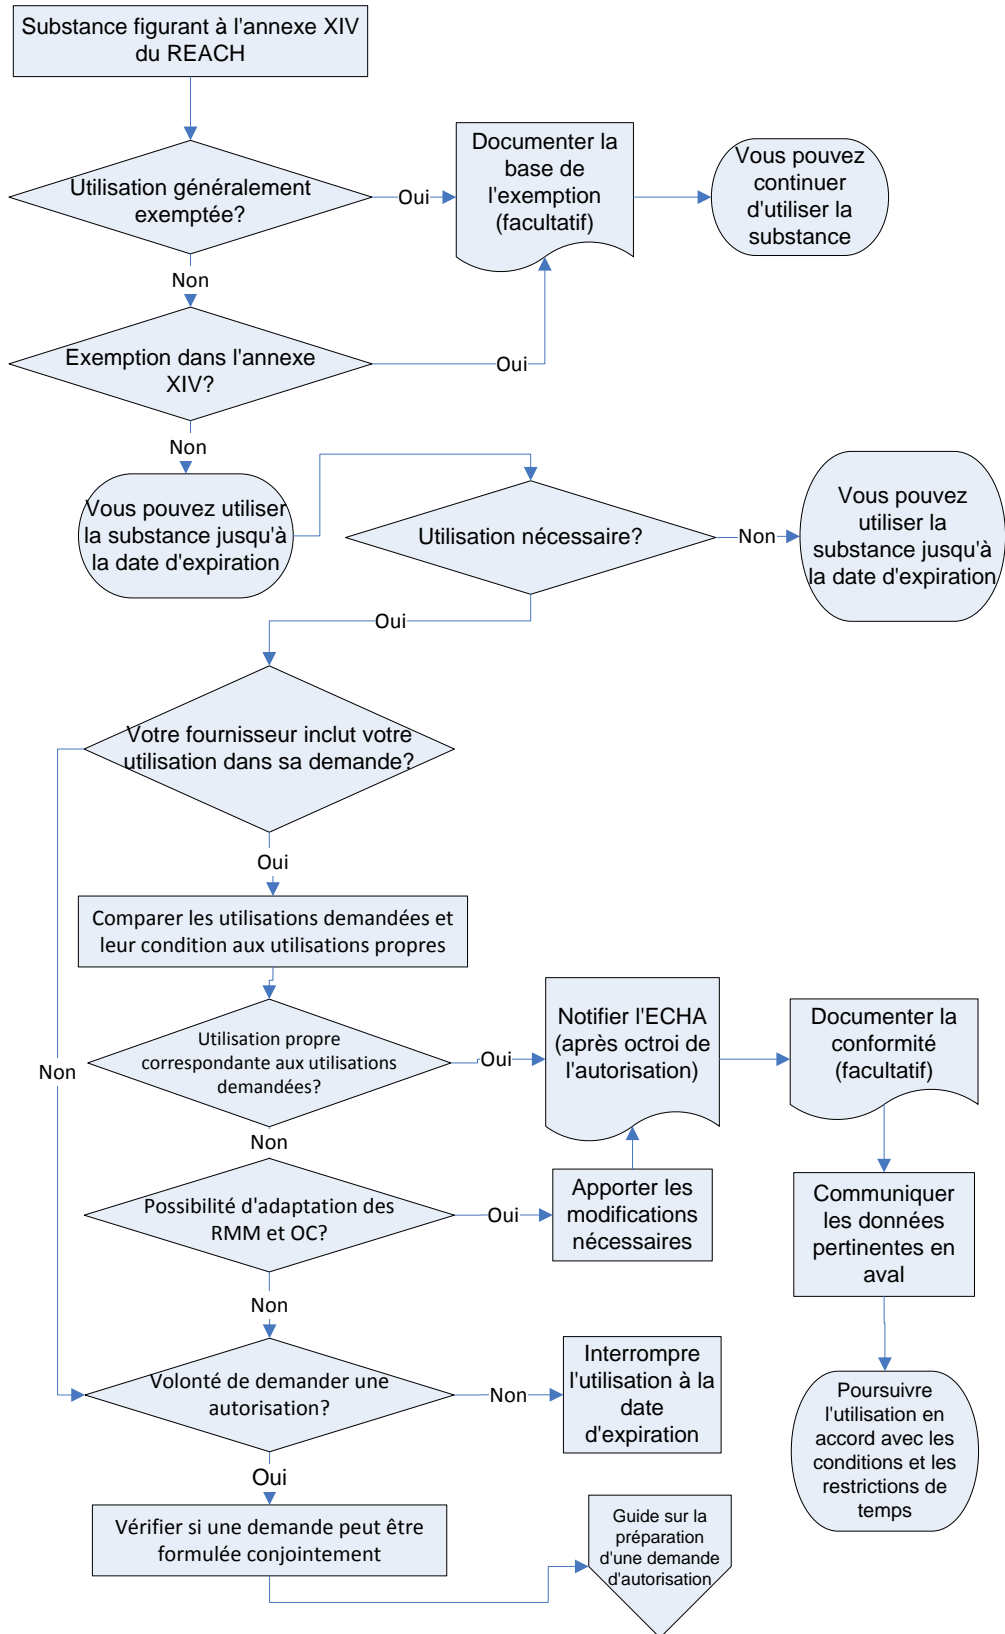 Substance figurant à l'annexe XIV
du REACH
Utilisation généralement
exemptée?
Oui
Documenter la
base de
l'exemption
(facultatif)
Vous pouvez
continuer
d'utiliser la
substance
Non
Exemption dans l'annexe
XIV?
Oui
Non
Vous pouvez utiliser
la substance jusqu'à
la date d'expiration
Utilisation nécessaire?
Non
Vous pouvez
utiliser la
substance jusqu'à
la date d'expiration
Oui
Votre fournisseur inclut votre
utilisation dans sa demande?
Oui
Non
Comparer les utilisations demandées et
leur condition aux utilisations propres
Utilisation propre
correspondante aux utilisations
demandées?
Oui
Notifier l'ECHA
(après octroi de
l'autorisation)
Documenter la
conformité
(facultatif)
Non
Possibilité d'adaptation des
RMM et OC?
Oui
Apporter les
modifications
nécessaires
Communiquer
les données
pertinentes en
aval
Non
Volonté de demander une
autorisation?
Non
Interrompre
l'utilisation à la
date
d'expiration
Poursuivre
l'utilisation en
accord avec les
conditions et les
restrictions de
temps
Oui
Vérifier si une demande peut être
formulée conjointement
Guide sur la
préparation
d'une demande
d'autorisation